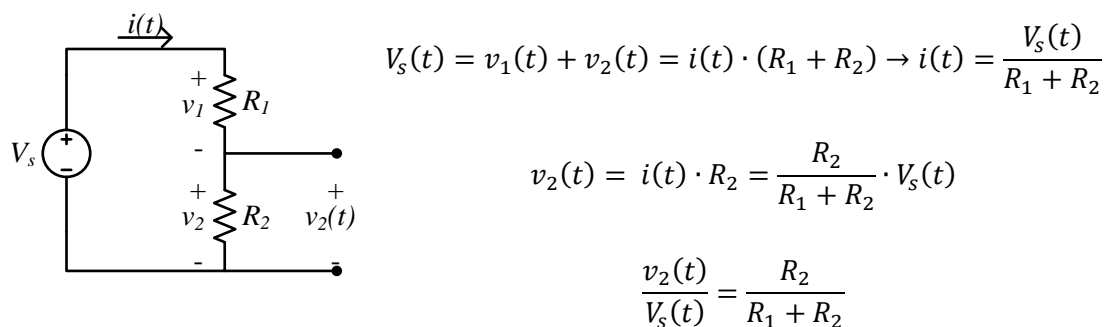 i(t)
+
v₁
R₁
-
Vₛ
+
-
+
v₂
R₂
-
+
v₂(t)
-
Vₛ(t) = v₁(t) + v₂(t) = i(t) · (R₁ + R₂) → i(t) = Vₛ(t) / R₁ + R₂
v₂(t) = i(t) · R₂ = R₂ / R₁ + R₂ · Vₛ(t)
v₂(t) / Vₛ(t) = R₂ / R₁ + R₂